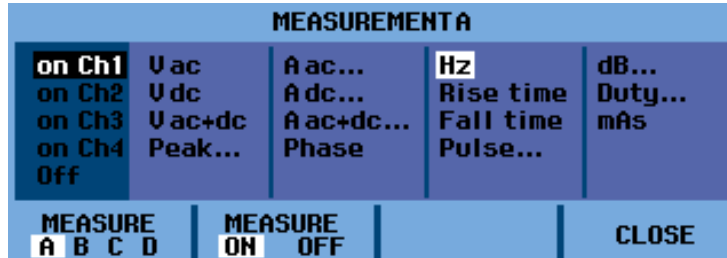 MEASUREMENT A
on Ch1 V ac A ac... Hz dB...
on Ch2 V dc A dc... Rise time Duty...
on Ch3 V ac+dc A ac+dc... Fall time mAs
on Ch4 Peak... Phase Pulse...
Off
MEASURE MEASURE
A B C D ON OFF CLOSE